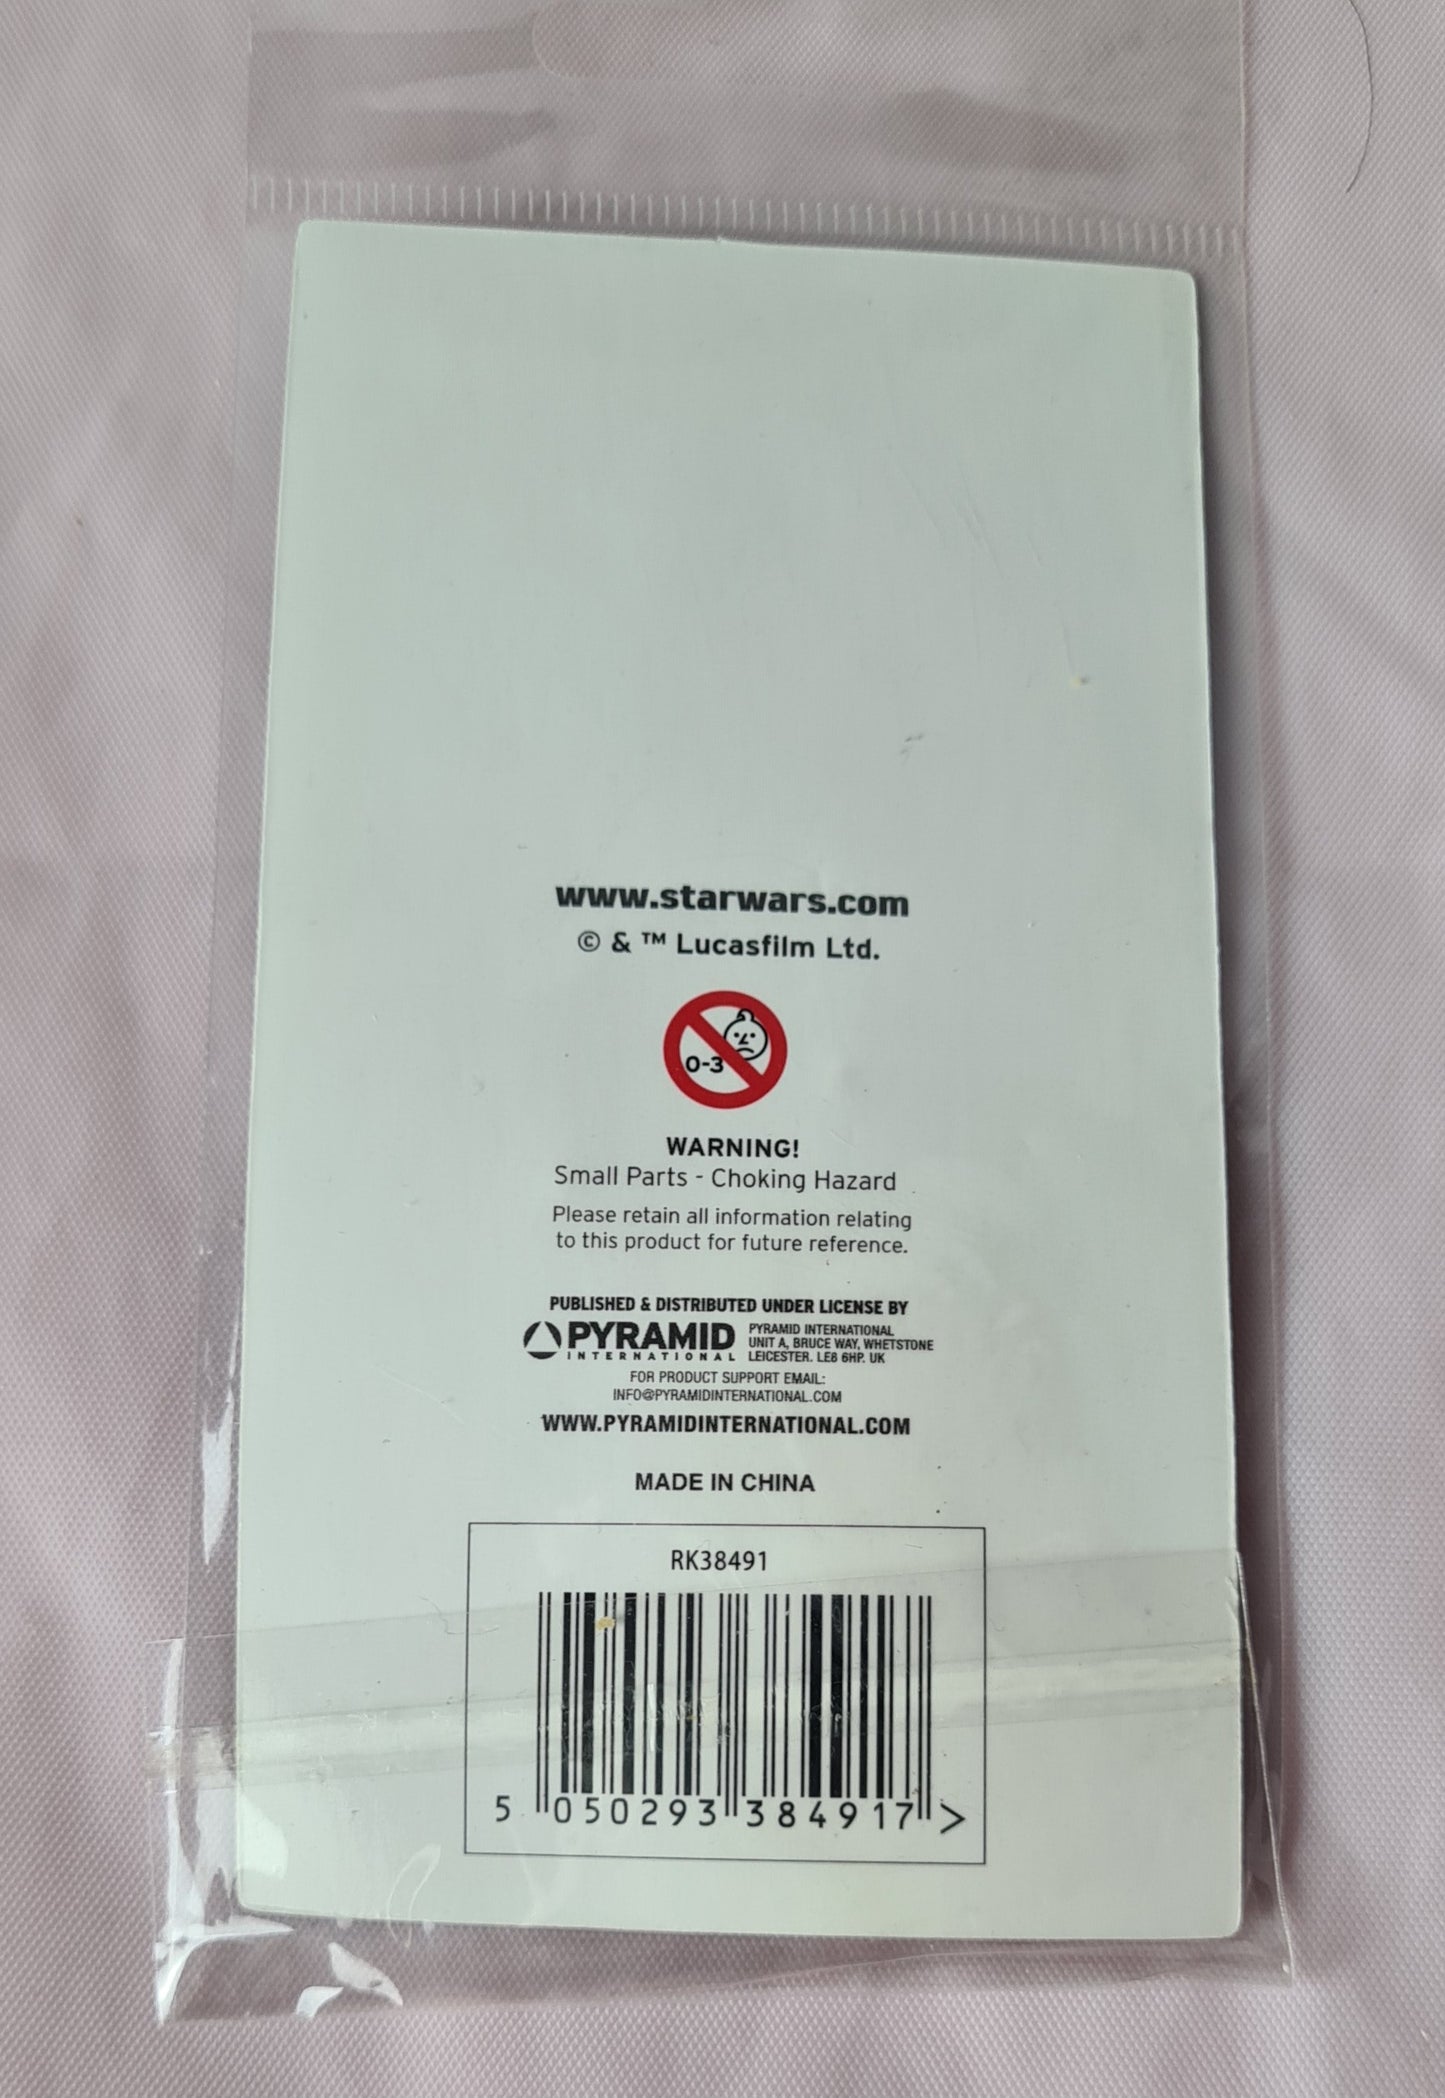 www.starwars.com
© & ™ Lucasfilm Ltd.
0-3
WARNING!
Small Parts - Choking Hazard
Please retain all information relating
to this product for future reference.
PUBLISHED & DISTRIBUTED UNDER LICENSE BY
PYRAMID
INTERNATIONAL
PYRAMID INTERNATIONAL
UNIT A, BRUCE WAY, WHETSTONE
LEICESTER. LE8 6HP. UK
FOR PRODUCT SUPPORT EMAIL:
INFO@PYRAMIDINTERNATIONAL.COM
WWW.PYRAMIDINTERNATIONAL.COM
MADE IN CHINA
RK38491
5 050293 384917 >